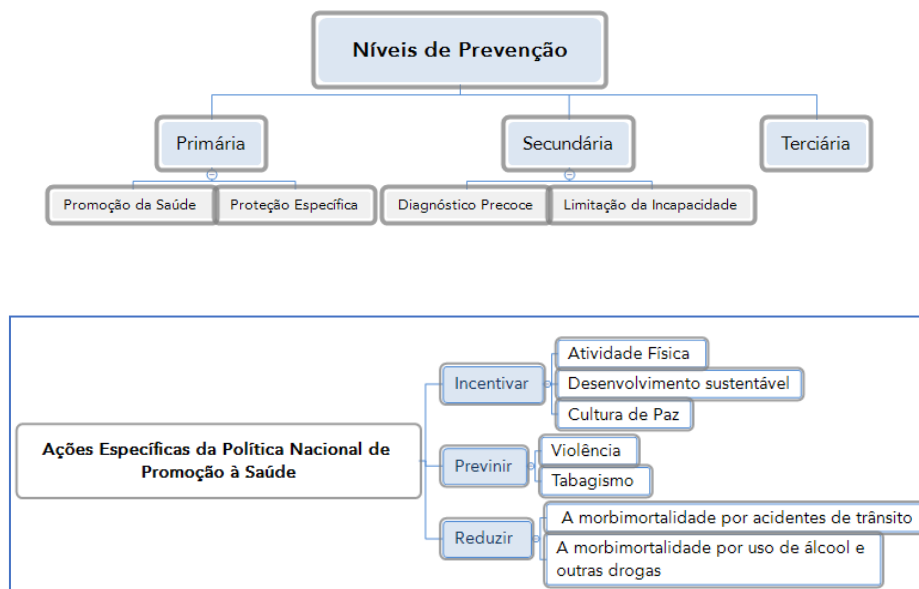 Níveis de Prevenção
Primária
Secundária
Terciária
Promoção da Saúde
Proteção Específica
Diagnóstico Precoce
Limitação da Incapacidade
Ações Específicas da Política Nacional de
Promoção à Saúde
Incentivar
Atividade Física
Desenvolvimento sustentável
Cultura de Paz
Previnir
Violência
Tabagismo
Reduzir
A morbimortalidade por acidentes de trânsito
A morbimortalidade por uso de álcool e
outras drogas